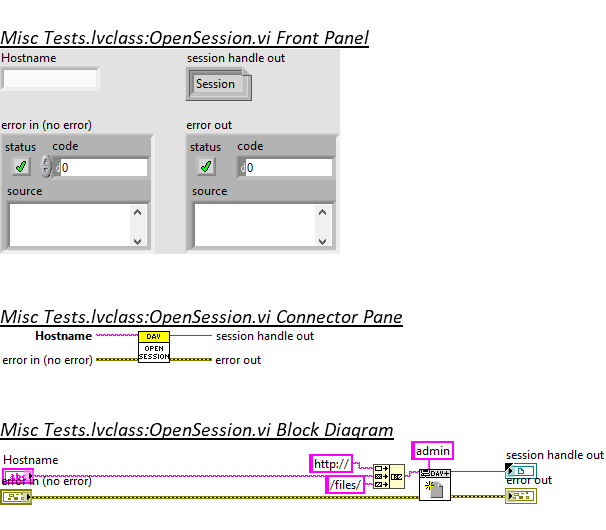 Misc Tests.lvclass:OpenSession.vi Front Panel
Hostname
session handle out
Session
error in (no error)
error out
status code
status code
0
0
source
source
Misc Tests.lvclass:OpenSession.vi Connector Pane
Hostname
DAV
session handle out
OPEN
SESSION
error in (no error)
error out
Misc Tests.lvclass:OpenSession.vi Block Diagram
admin
Hostname
http://
session handle out
abc
DAV+
error in (no error)
/files/
error out